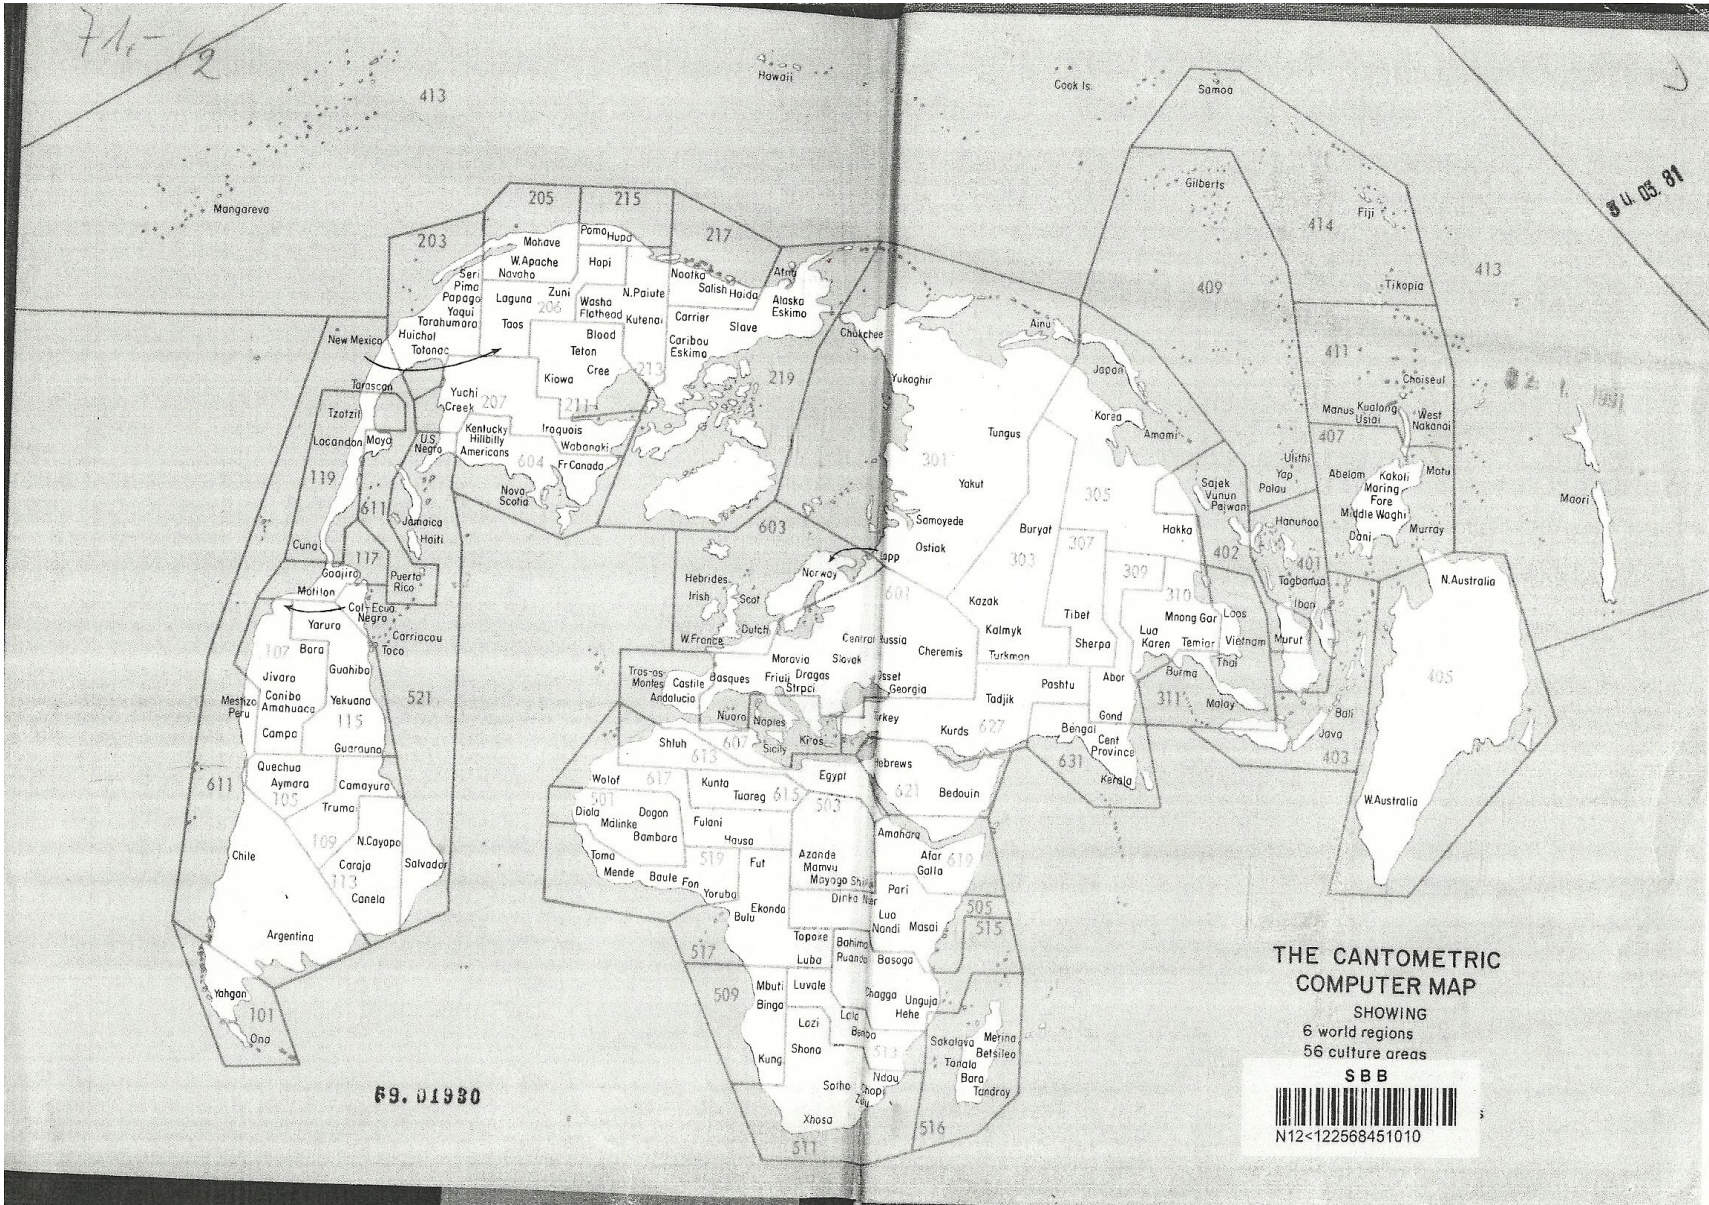 71,-/2
413
Hawaii
Cook Is.
Samoa
Mangareva
Gilberts
Fiji
414
413
409
Tikopia
30. 03. 81
203
205
215
217
Mohave
Pomo
Hupa
W. Apache
Navaho
Hopi
Seri
Pima
Papago
Yaqui
Tarahumara
Huichol
Totonac
Laguna
Zuni
206
Taos
Washo
Flathead
N. Paiute
Kutenai
Nootka
Salish
Haida
Carrier
Slave
Caribou
Eskimo
Alaska
Eskimo
Blood
Teton
Cree
213
Kiowa
211
219
New Mexico
Tarascan
Tzotzil
Lacandon
Maya
119
611
Cuna
117
Yuchi
Creek
207
U.S.
Negro
Kentucky
Hillbilly
Americans
604
Iraquois
Wabanaki
Fr Canada
Nova
Scotia
Jamaica
Haiti
Puerto
Rico
Goajiro
Motilon
Col-Ecua.
Negro
Carriacou
Toco
Yaruro
107
Bora
Guahibo
Jivara
Conibo
Amahuaca
Yekuana
115
Mestizo
Peru
Campa
Guarauna
521
Quechua
Aymara
105
Camayura
Truma
611
109
N. Cayapo
Chile
Caraja
113
Salvador
Canela
Argentina
Yahgan
101
Ona
Chukchee
Yukaghir
Ainu
Japan
Korea
Amami
Tungus
301
Yakut
Samoyede
Ostiak
Buryat
303
305
307
309
310
Hakka
Sajek
Vunun
Paiwan
402
Ulithi
Yap
Palau
Hanunoo
401
Tagbanua
Iban
Murut
411
Choiseul
Manus
Kualong
Usiai
West
Nakanai
407
Abelam
Kakoli
Motu
Maring
Fore
Middle Waghi
Murray
Dani
Maori
N. Australia
405
W. Australia
603
Lapp
Norway
601
Hebrides
Irish
Scot
Dutch
W. France
Central Russia
Kazak
Kalmyk
Cheremis
Turkman
Tibet
Sherpa
Lua
Karen
Mnong Gar
Laos
Temiar
Vietnam
Thai
Burma
311
Malay
Bali
Java
403
Tras-os-
Montes
Castile
Andalucia
Basques
Moravia
Slovak
Friuli
Dragas
Strpci
Osset
Georgia
Nuoro
Naples
Sicily
607
Turkey
Kurds
627
Tadjik
Pashtu
Abor
Gond
Bengal
Cent
Province
631
Kerala
Shluh
613
Wolof
617
Kunta
Tuareg
615
Egypt
503
Hebrews
621
Bedouin
501
Diola
Malinke
Dogon
Bambara
Fulani
Hausa
Amahara
Afar
Galla
619
Toma
Mende
Baule
Fon
519
Fut
Yoruba
Azande
Mamvu
Mayogo
Pari
Dinka
505
515
Bulu
Ekonda
Luo
Nandi
Masai
517
Topoke
Luba
Bahima
Ruanda
Basoga
509
Mbuti
Binga
Luvale
Chagga
Unguja
Hehe
Lozi
Lala
Bemba
Shona
513
Kung
Sotho
Nday
Chopi
Zulu
Xhosa
511
Sakalava
Merina
Betsileo
Tanala
Bara
Tandroy
516
69. 01930
THE CANTOMETRIC
COMPUTER MAP
SHOWING
6 world regions
56 culture areas
SBB
N12<122568451010